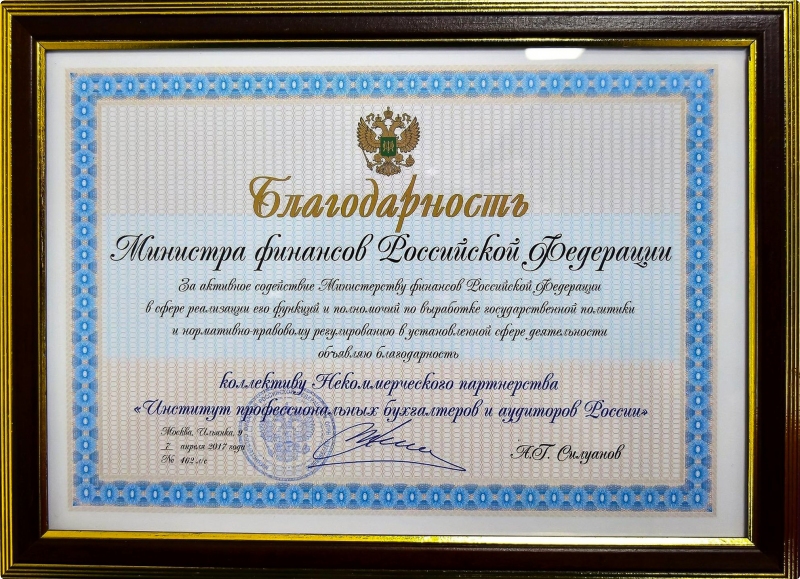 Благодарность
Министра финансов Российской Федерации
За активное содействие Министерству финансов Российской Федерации
в сфере реализации его функций и полномочий по выработке государственной политики
и нормативно-правовому регулированию в установленной сфере деятельности
объявляю благодарность
коллективу Некоммерческого партнерства
«Институт профессиональных бухгалтеров и аудиторов России»
Москва, Ильинка, 9
7 апреля 2017 года
№ 462 л/с
А.Г. Силуанов